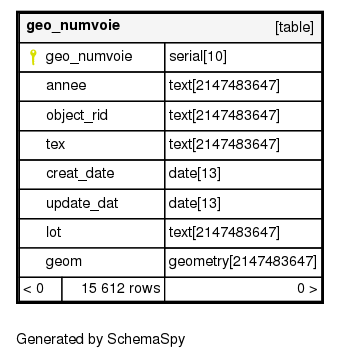 geo_numvoie [table]
geo_numvoie serial[10]
annee text[2147483647]
object_rid text[2147483647]
tex text[2147483647]
creat_date date[13]
update_dat date[13]
lot text[2147483647]
geom geometry[2147483647]
< 0 15 612 rows 0 >
Generated by SchemaSpy